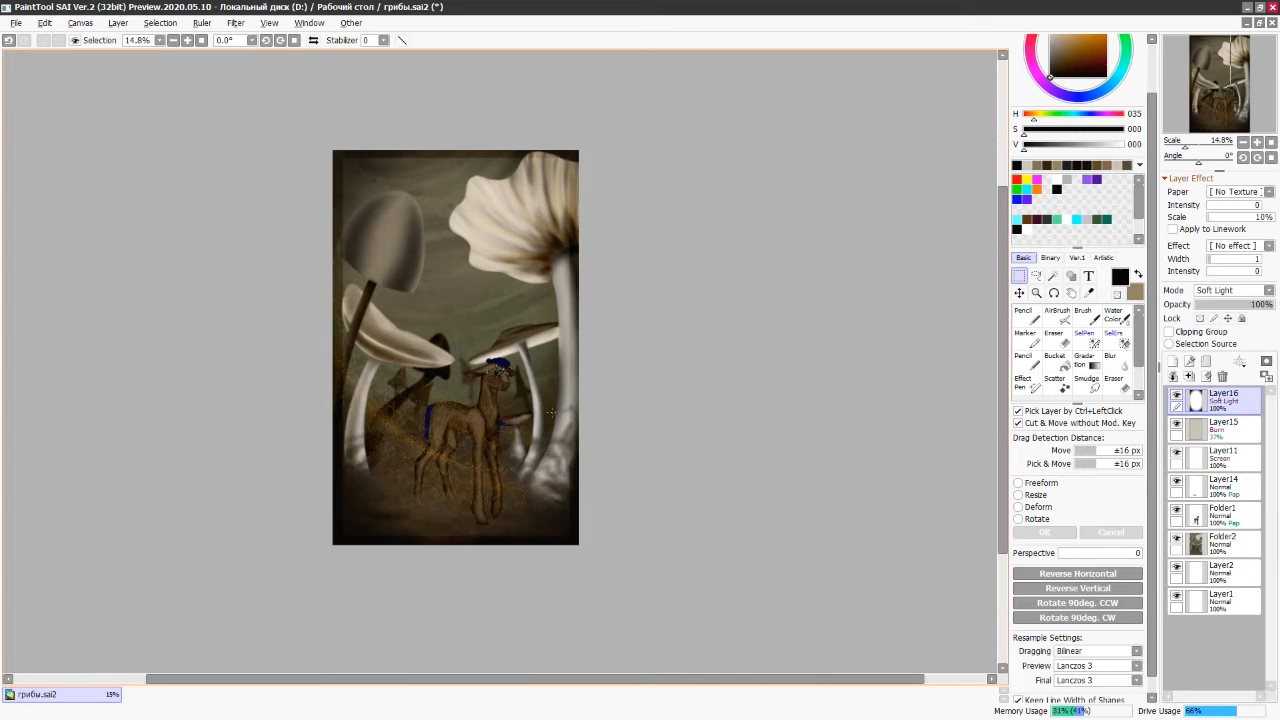 PaintTool SAI Ver.2 (32bit) Preview.2020.05.10 - Локальный диск (D:) / Рабочий стол / грибы.sai2 (*)
File Edit Canvas Layer Selection Ruler Filter View Window Other
Selection 14.8% 0.0° Stabilizer 0
H 035
S 000
V 000
Basic Binary Ver.1 Artistic
T
Pencil AirBrush Brush Water Color
Marker Eraser SelPen SelErs
Pencil Bucket Gradation Blur
Effect Pen Scatter Smudge Eraser
Pick Layer by Ctrl+LeftClick
Cut & Move without Mod. Key
Drag Detection Distance:
Move ±16 px
Pick & Move ±16 px
Freeform
Resize
Deform
Rotate
OK Cancel
Perspective 0
Reverse Horizontal
Reverse Vertical
Rotate 90deg. CCW
Rotate 90deg. CW
Resample Settings:
Dragging Bilinear
Preview Lanczos 3
Final Lanczos 3
Keep Line Width of Shapes
Scale 14.8%
Angle 0°
Layer Effect
Paper [ No Texture ]
Intensity 0
Scale 10%
Apply to Linework
Effect [ No effect ]
Width 1
Intensity 0
Mode Soft Light
Opacity 100%
Lock
Clipping Group
Selection Source
Layer16
Soft Light
100%
Layer15
Burn
37%
Layer11
Screen
100%
Layer14
Normal
100% Pap
Folder1
Normal
100% Pap
Folder2
Normal
100%
Layer2
Normal
100%
Layer1
Normal
100%
грибы.sai2 15%
Memory Usage 31% (41%) Drive Usage 66%